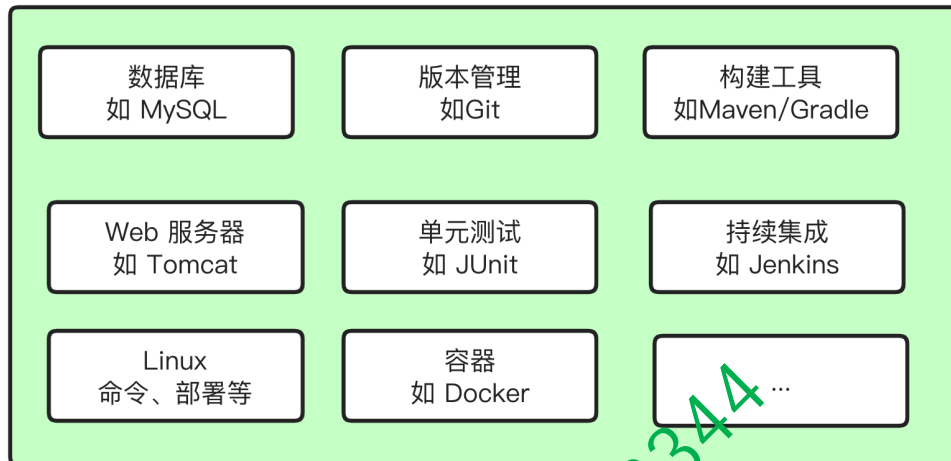 数据库
如 MySQL
版本管理
如Git
构建工具
如Maven/Gradle
Web 服务器
如 Tomcat
单元测试
如 JUnit
持续集成
如 Jenkins
Linux
命令、部署等
容器
如 Docker
...
344